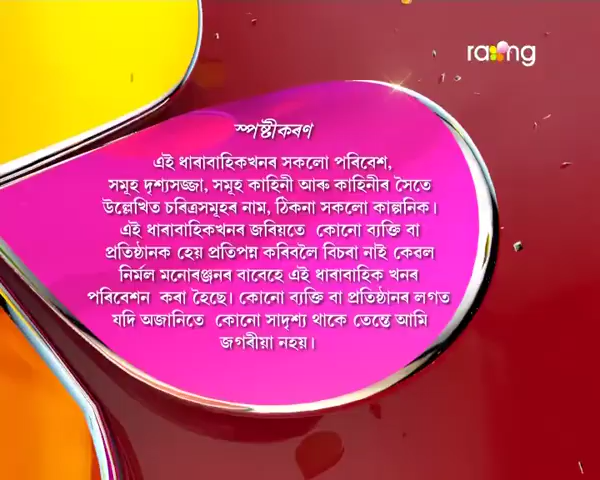 raang
স্পষ্টীকৰণ
এই ধাৰাবাহিকখনৰ সকলো পৰিবেশ,
সমূহ দৃশ্যসজ্জা, সমূহ কাহিনী আৰু কাহিনীৰ সৈতে
উল্লেখিত চৰিত্ৰসমূহৰ নাম, ঠিকনা সকলো কাল্পনিক।
এই ধাৰাবাহিকখনৰ জৰিয়তে কোনো ব্যক্তি বা
প্ৰতিষ্ঠানক হেয় প্ৰতিপন্ন কৰিবলৈ বিচৰা নাই কেৱল
নিৰ্মল মনোৰঞ্জনৰ বাবেহে এই ধাৰাবাহিক খনৰ
পৰিবেশন কৰা হৈছে। কোনো ব্যক্তি বা প্ৰতিষ্ঠানৰ লগত
যদি অজানিতে কোনো সাদৃশ্য থাকে তেন্তে আমি
জগৰীয়া নহয়।